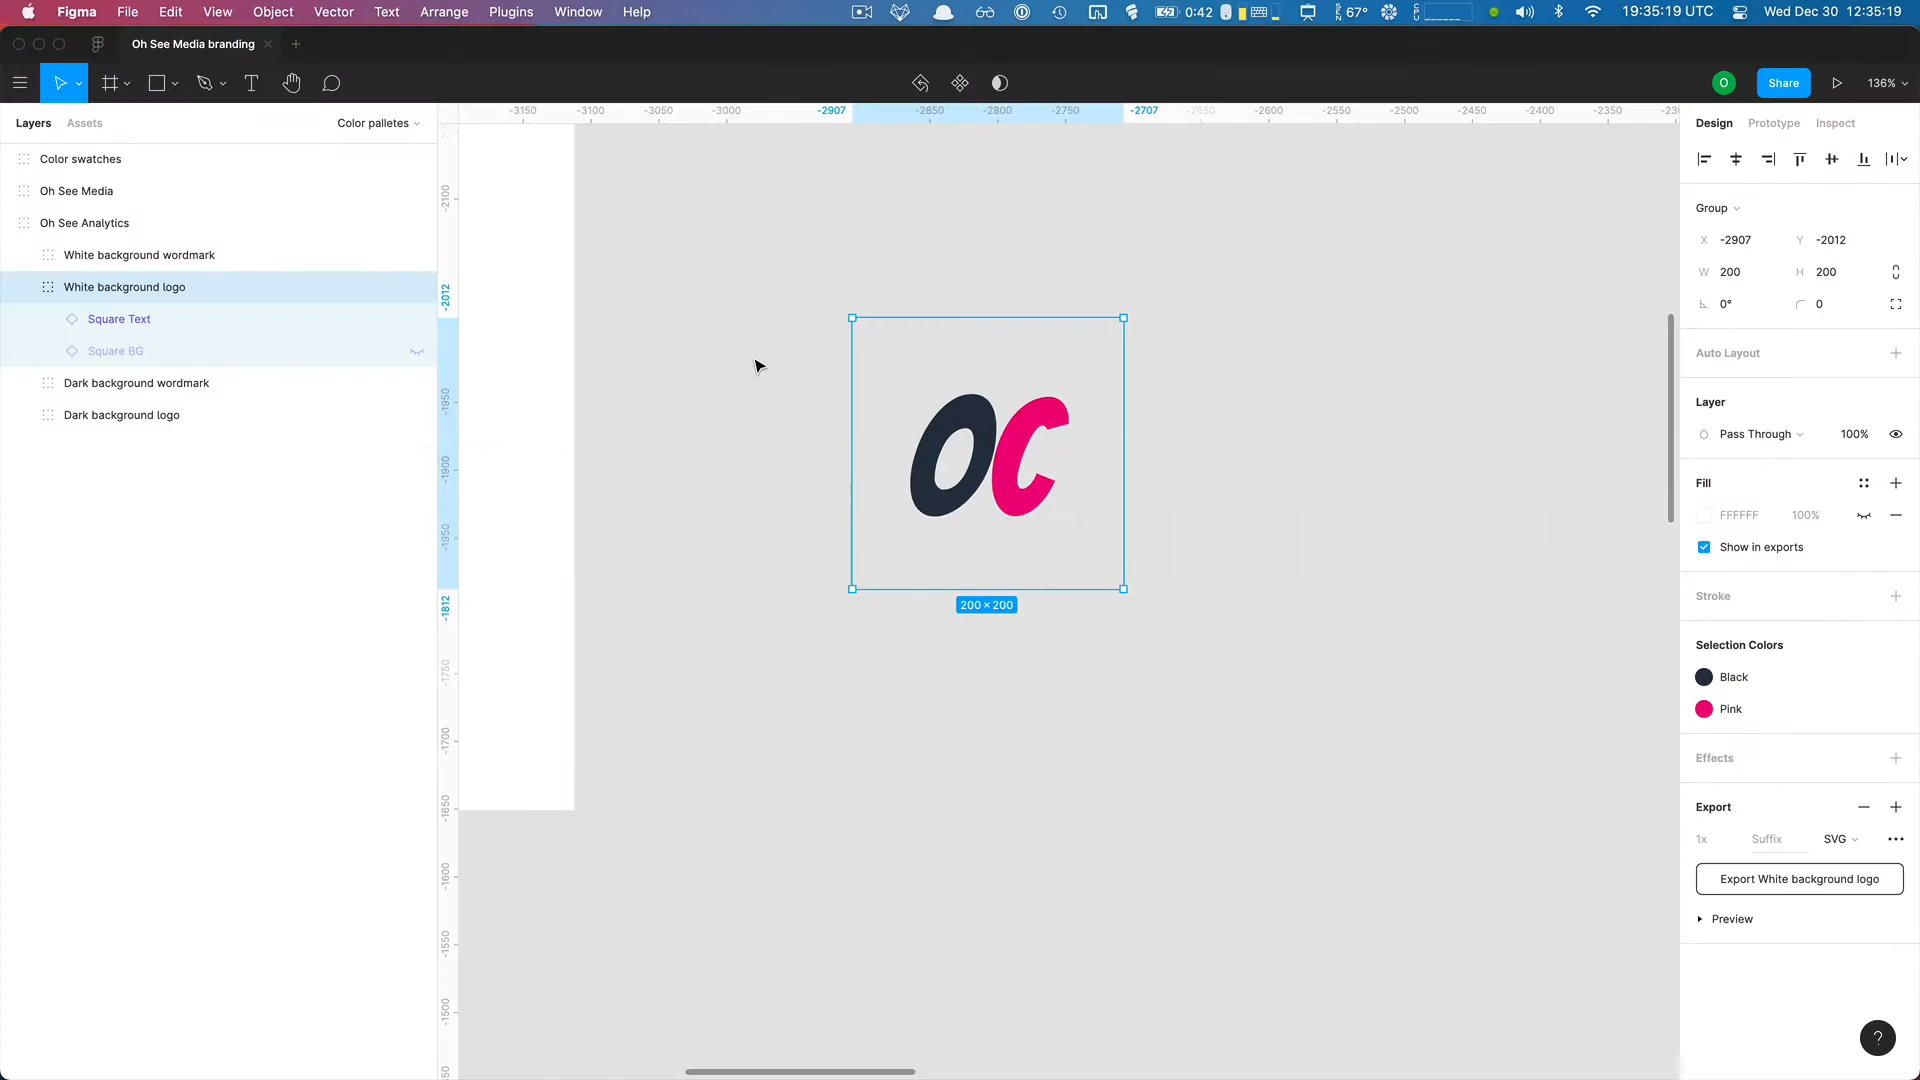 Figma File Edit View Object Vector Text Arrange Plugins Window Help 0:42 67° 19:35:19 UTC Wed Dec 30 12:35:19
Oh See Media branding
Share 136%
Layers Assets Color palletes
-3150 -3100 -3050 -3000 -2907 -2850 -2800 -2750 -2707 -2650 -2600 -2550 -2500 -2450 -2400 -2350
Design Prototype Inspect
Color swatches
Oh See Media
Oh See Analytics
White background wordmark
White background logo
Square Text
Square BG
Dark background wordmark
Dark background logo
-2100
-2012
-1950
-1900
-1950
-1812
-1750
-1700
-1650
-1600
-1550
-1500
OC
200 × 200
Group
X -2907 Y -2012
W 200 H 200
0° 0
Auto Layout
Layer
Pass Through 100%
Fill
FFFFFF 100%
Show in exports
Stroke
Selection Colors
Black
Pink
Effects
Export
1x Suffix SVG
Export White background logo
Preview
?